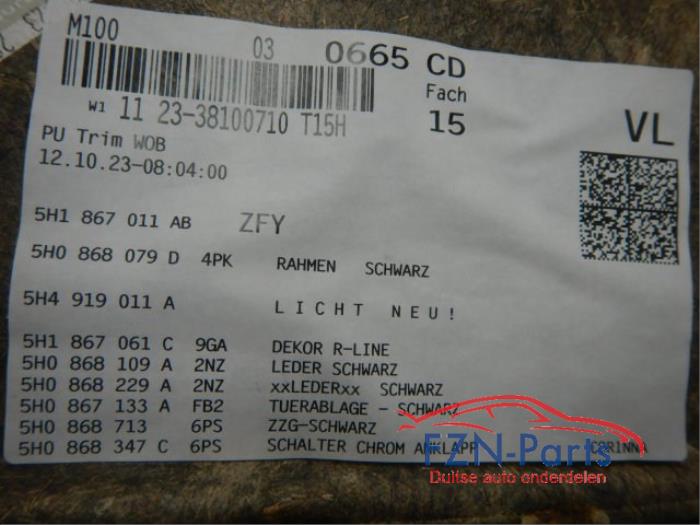 M100 03 0665 CD
Fach
W1 11 23-38100710 T15H 15 VL
PU Trim WOB
12.10.23-08:04:00
5H1 867 011 AB ZFY
5H0 868 079 D 4PK RAHMEN SCHWARZ
5H4 919 011 A LICHT NEU!
5H1 867 061 C 9GA DEKOR R-LINE
5H0 868 109 A 2NZ LEDER SCHWARZ
5H0 868 229 A 2NZ xxLEDERxx SCHWARZ
5H0 867 133 A FB2 TUERABLAGE - SCHWARZ
5H0 868 713 6PS ZZG-SCHWARZ
5H0 868 347 C 6PS SCHALTER CHROM ANKLAPP CORINNA
FZN-Parts
Duitse auto onderdelen